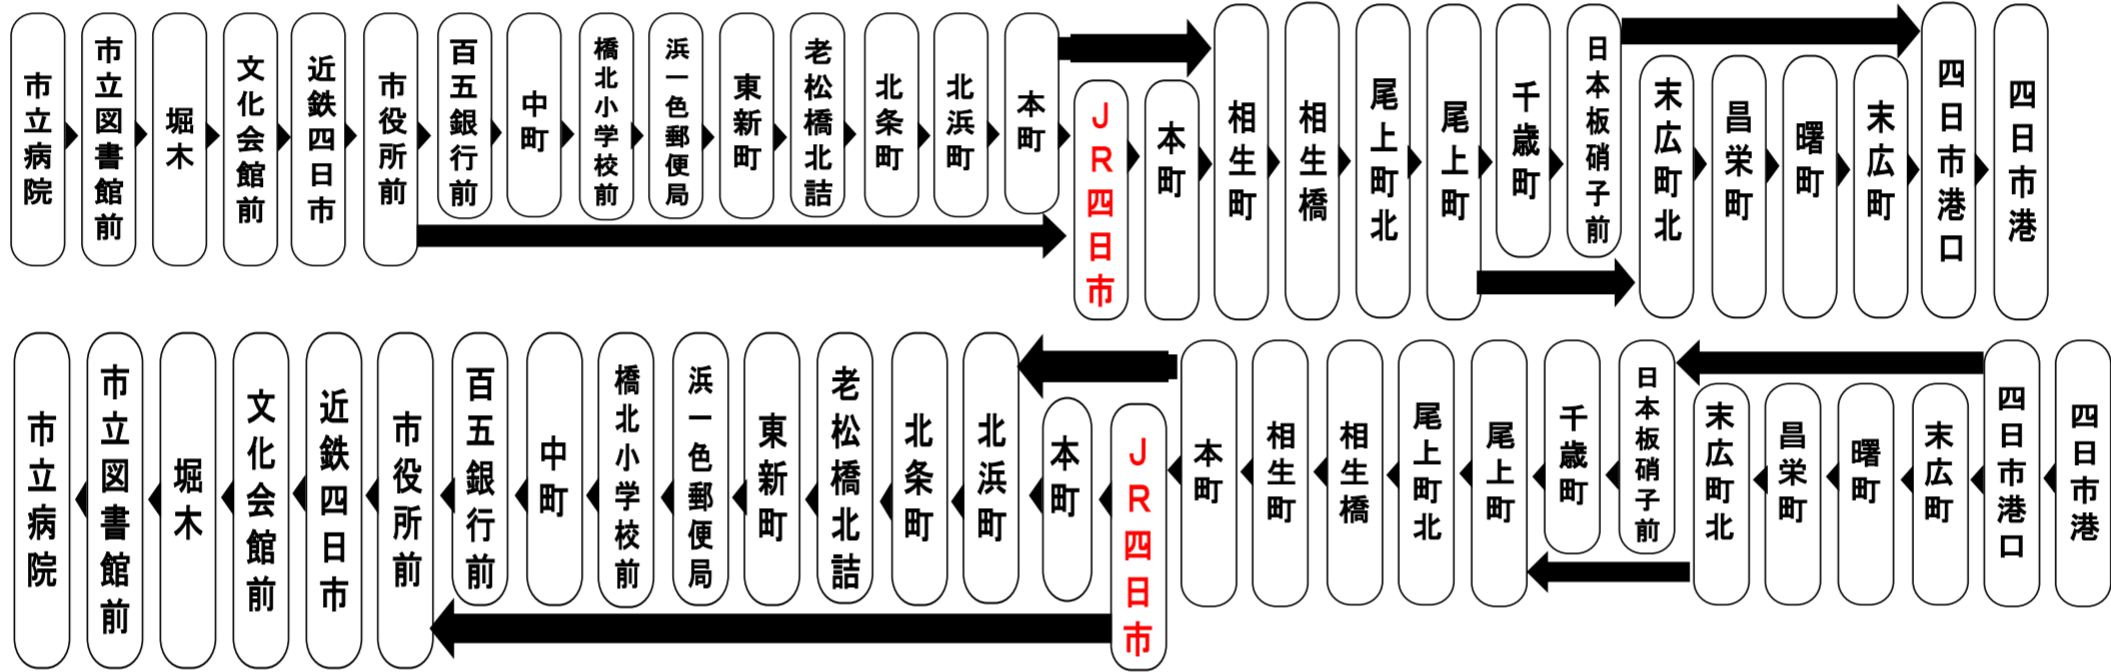 市立病院
市立図書館前
堀木
文化会館前
近鉄四日市
市役所前
百五銀行前
中町
橋北小学校前
浜一色郵便局
東新町
老松橋北詰
北条町
北浜町
本町
JR四日市
本町
相生町
相生橋
尾上町北
尾上町
千歳町
日本板硝子前
末広町北
昌栄町
曙町
末広町
四日市港口
四日市港
市立病院
市立図書館前
堀木
文化会館前
近鉄四日市
市役所前
百五銀行前
中町
橋北小学校前
浜一色郵便局
東新町
老松橋北詰
北条町
北浜町
本町
JR四日市
本町
相生町
相生橋
尾上町北
尾上町
千歳町
日本板硝子前
末広町北
昌栄町
曙町
末広町
四日市港口
四日市港